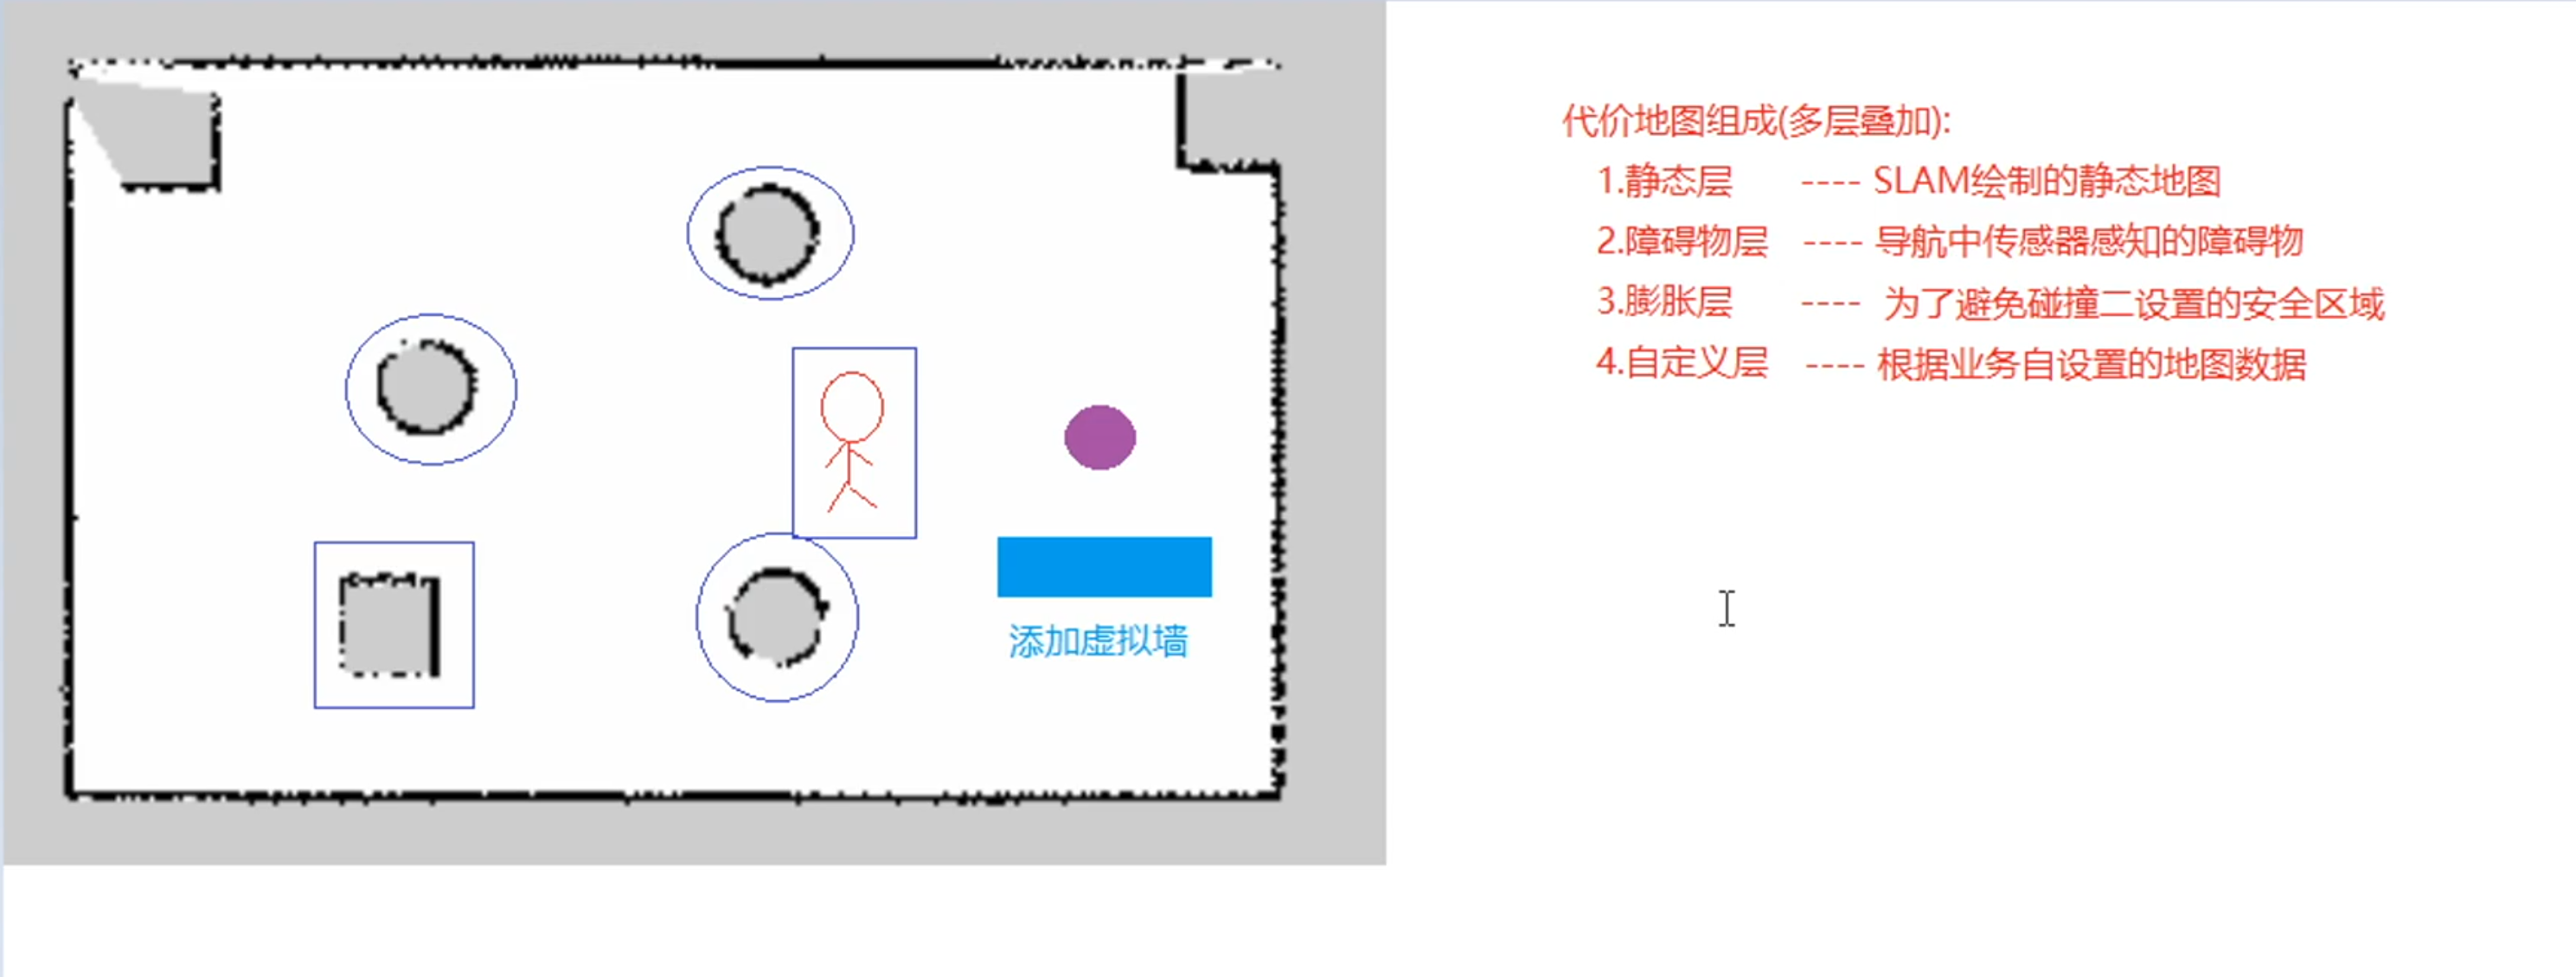 代价地图组成(多层叠加):
1.静态层 ---- SLAM绘制的静态地图
2.障碍物层 ---- 导航中传感器感知的障碍物
3.膨胀层 ---- 为了避免碰撞二设置的安全区域
4.自定义层 ---- 根据业务自设置的地图数据
添加虚拟墙